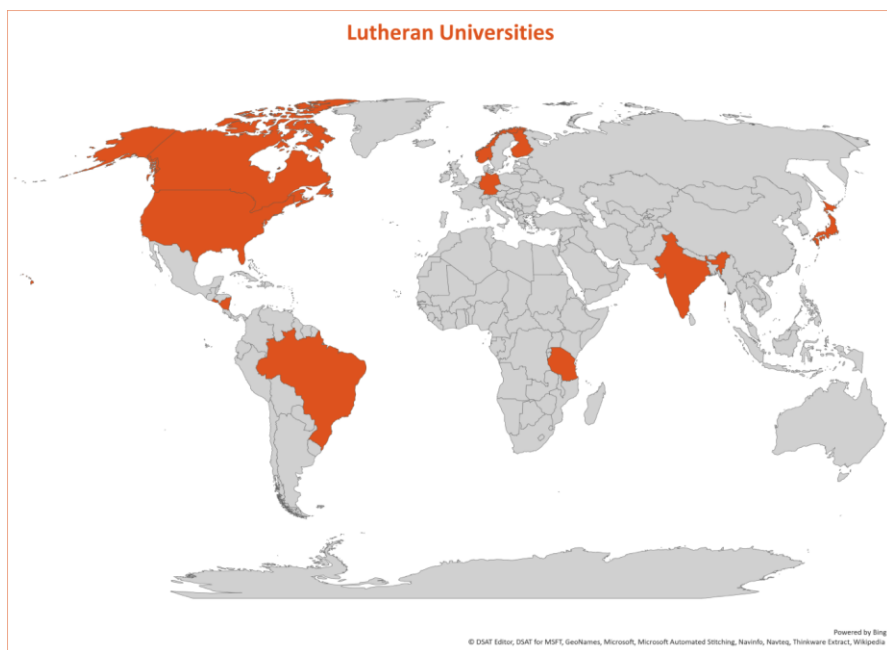 Lutheran Universities
Powered by Bing
© DSAT Editor, DSAT for MSFT, GeoNames, Microsoft, Microsoft Automated Stitching, Navinfo, Navteq, Thinkware Extract, Wikipedia